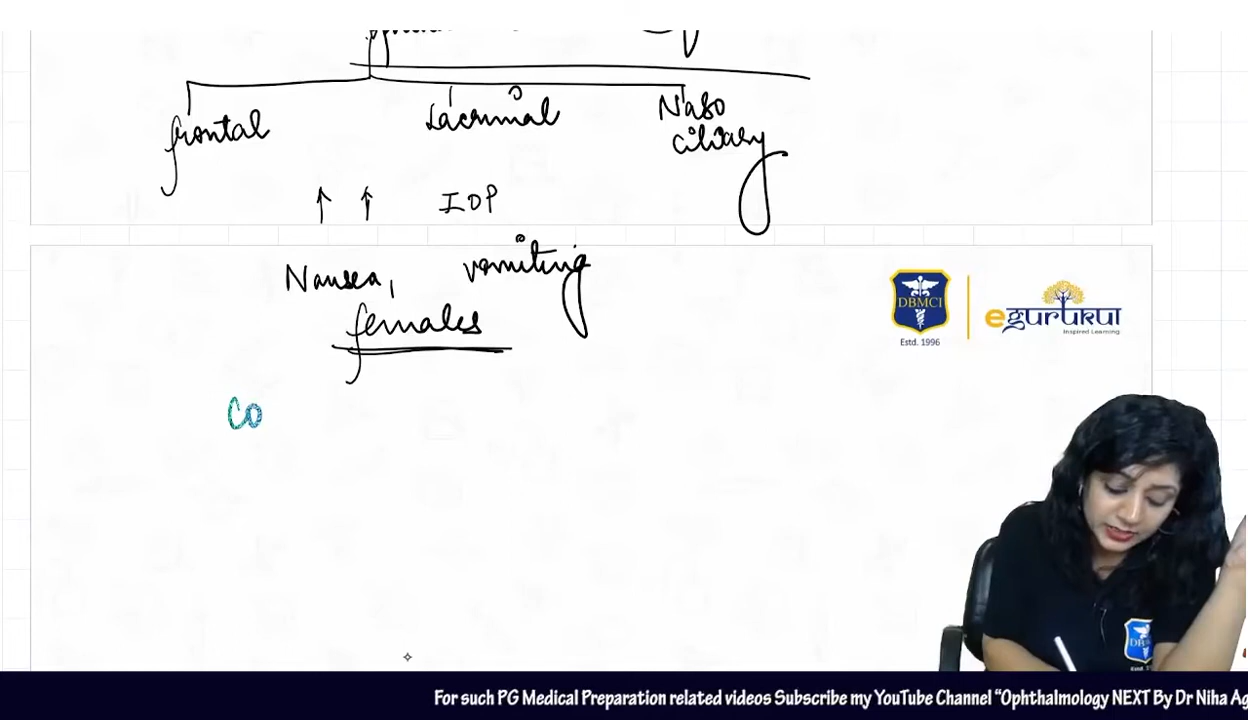 frontal Lacrimal Naso
ciliary
↑ ↑ IOP
Nausea, vomiting
females
CO
DBMCI
Estd. 1996
egurukul
Inspired Learning
DB
For such PG Medical Preparation related videos Subscribe my YouTube Channel “Ophthalmology NEXT By Dr Niha Ag